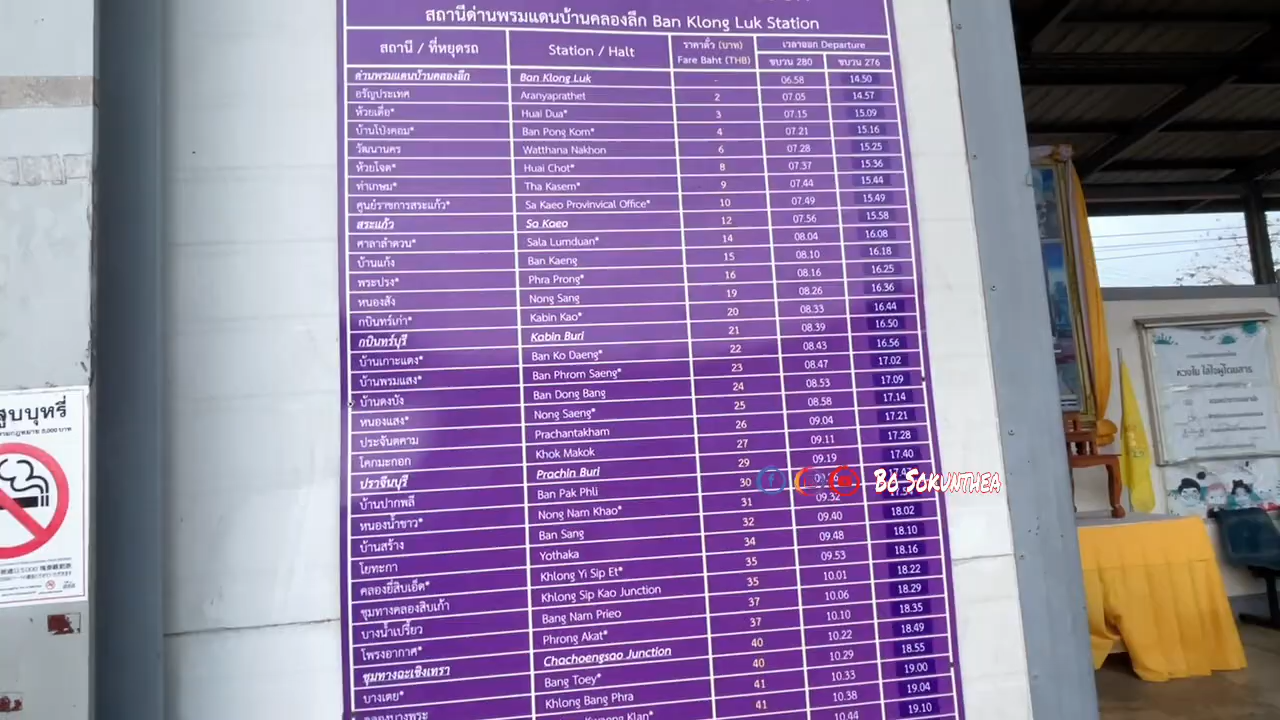 สถานีด่านพรมแดนบ้านคลองลึก Ban Klong Luk Station
สถานี / ที่หยุดรถ Station / Halt ราคาตั๋ว (บาท) เวลาออก Departure
Fare Baht (THB) ขบวน 280 ขบวน 276
ด่านพรมแดนบ้านคลองลึก Ban Klong Luk - 06.58 14.50
อรัญประเทศ Aranyaprathet 2 07.05 14.57
ห้วยเดื่อ* Huai Dua* 3 07.15 15.09
บ้านโป่งคอม* Ban Pong Kom* 4 07.21 15.16
วัฒนานคร Watthana Nakhon 6 07.28 15.25
ห้วยโจด* Huai Chot* 8 07.37 15.36
ท่าเกษม* Tha Kasem* 9 07.44 15.44
ศูนย์ราชการสระแก้ว* Sa Kaeo Provinvical Office* 10 07.49 15.49
สระแก้ว Sa Kaeo 12 07.56 15.58
ศาลาลำดวน* Sala Lumduan* 14 08.04 16.08
บ้านแก้ง Ban Kaeng 15 08.10 16.18
พระปรง* Phra Prong* 16 08.16 16.25
หนองสัง Nong Sang 19 08.26 16.36
กบินทร์เก่า* Kabin Kao* 20 08.33 16.44
กบินทร์บุรี Kabin Buri 21 08.39 16.50
บ้านเกาะแดง* Ban Ko Daeng* 22 08.43 16.56
บ้านพรมแสง* Ban Phrom Saeng* 23 08.47 17.02
บ้านดงบัง Ban Dong Bang 24 08.53 17.09
หนองแสง* Nong Saeng* 25 08.58 17.14
ประจันตคาม Prachantakham 26 09.04 17.21
โคกมะกอก Khok Makok 27 09.11 17.28
ปราจีนบุรี Prachin Buri 29 09.19 17.40
บ้านปากพลี Ban Pak Phli 30
หนองน้ำขาว* Nong Nam Khao* 31 09.32
บ้านสร้าง Ban Sang 32 09.40 18.02
โยทะกา Yothaka 34 09.48 18.10
คลองยี่สิบเอ็ด* Khlong Yi Sip Et* 35 09.53 18.16
ชุมทางคลองสิบเก้า Khlong Sip Kao Junction 35 10.01 18.22
บางน้ำเปรี้ยว Bang Nam Prieo 37 10.06 18.29
โพรงอากาศ* Phrong Akat* 37 10.10 18.35
ชุมทางฉะเชิงเทรา Chachoengsao Junction 40 10.22 18.49
บางเตย* Bang Toey* 40 10.29 18.55
คลองบางพระ Khlong Bang Phra 41 10.33 19.00
Kwaeng Klan* 41 10.38 19.04
10.44 19.10
Bo Sokunthea
สูบบุหรี่
ห่วงใย ใส่ใจผู้โดยสาร